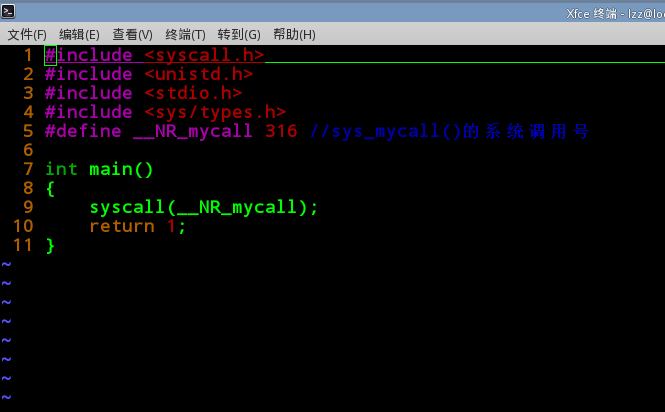 Xfce 终端 - lzz@lo
文件(F) 编辑(E) 查看(V) 终端(T) 转到(G) 帮助(H)
1 #include <syscall.h>
2 #include <unistd.h>
3 #include <stdio.h>
4 #include <sys/types.h>
5 #define __NR_mycall 316 //sys_mycall()的系统调用号
6
7 int main()
8 {
9     syscall(__NR_mycall);
10     return 1;
11 }
~
~
~
~
~
~
~
~